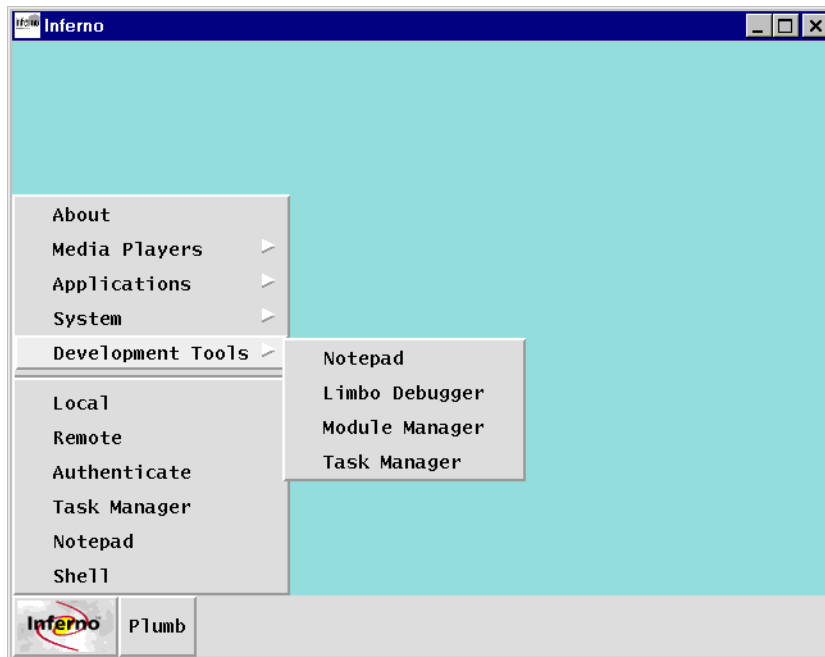 Inferno
About
Media Players
Applications
System
Development Tools
Notepad
Limbo Debugger
Module Manager
Task Manager
Local
Remote
Authenticate
Task Manager
Notepad
Shell
Inferno
Plumb